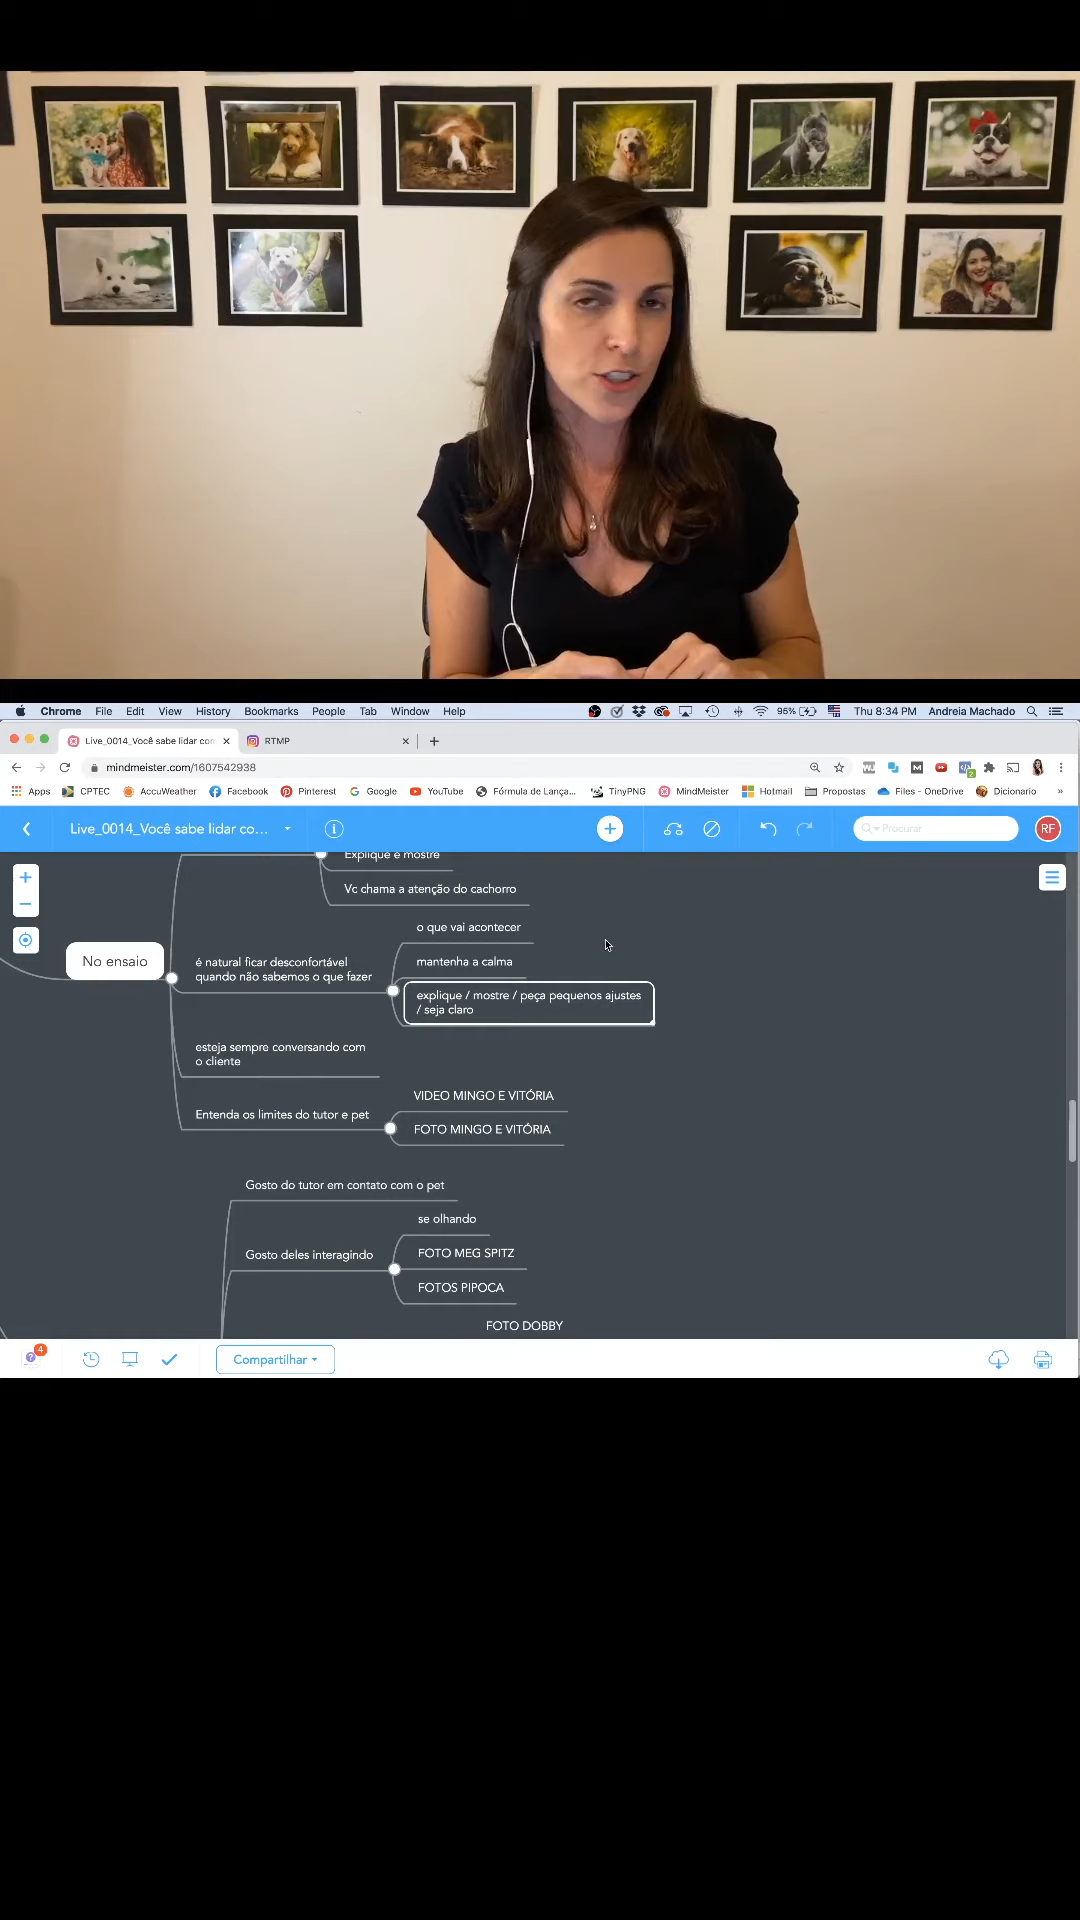 Chrome File Edit View History Bookmarks People Tab Window Help 95% Thu 8:34 PM Andreia Machado
Live_0014_Você sabe lidar com RTMP
mindmeister.com/1607542938
Apps CPTEC AccuWeather Facebook Pinterest Google YouTube Fórmula de Lança... TinyPNG MindMeister Hotmail Propostas Files - OneDrive Dicionario »
Live_0014_Você sabe lidar co... Procurar RF
Explique e mostre
Vc chama a atenção do cachorro
o que vai acontecer
No ensaio
é natural ficar desconfortável
quando não sabemos o que fazer
mantenha a calma
explique / mostre / peça pequenos ajustes
/ seja claro
esteja sempre conversando com
o cliente
VIDEO MINGO E VITÓRIA
Entenda os limites do tutor e pet
FOTO MINGO E VITÓRIA
Gosto do tutor em contato com o pet
se olhando
Gosto deles interagindo
FOTO MEG SPITZ
FOTOS PIPOCA
FOTO DOBBY
4
Compartilhar